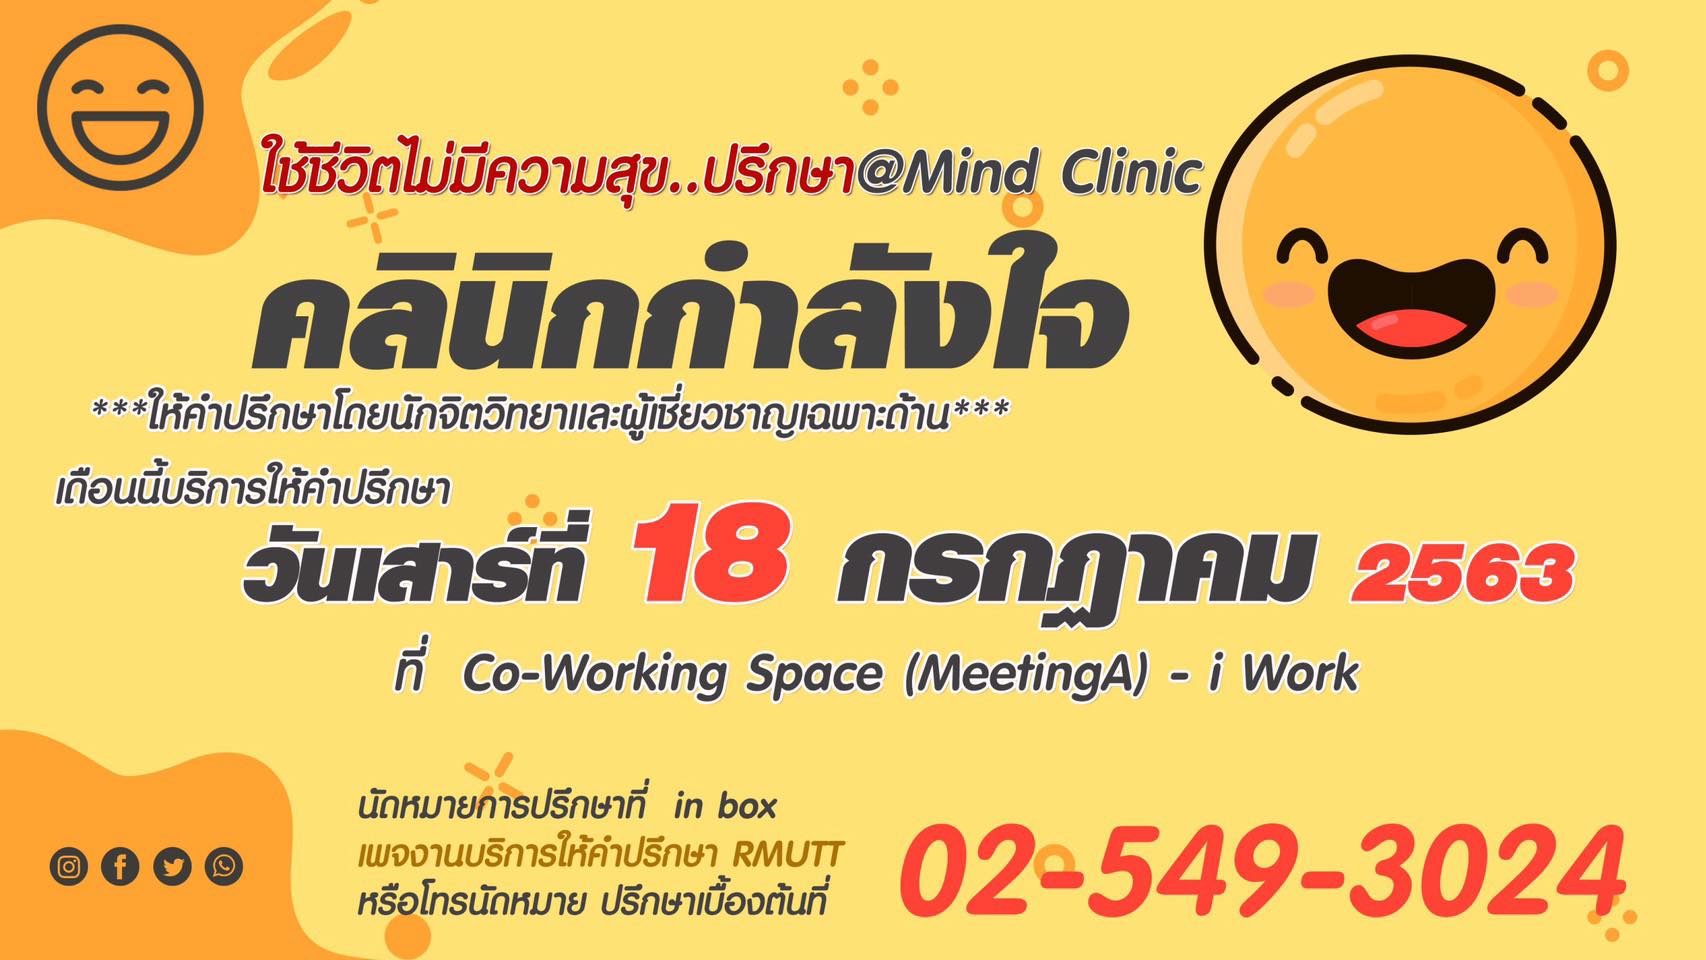 ใช้ชีวิตไม่มีความสุข..ปรึกษา@Mind Clinic
คลินิกกำลังใจ
***ให้คำปรึกษาโดยนักจิตวิทยาและผู้เชี่ยวชาญเฉพาะด้าน***
เดือนนี้บริการให้คำปรึกษา
วันเสาร์ที่ 18 กรกฎาคม 2563
ที่ Co-Working Space (MeetingA) - i Work
นัดหมายการปรึกษาที่ in box
เพจงานบริการให้คำปรึกษา RMUTT
หรือโทรนัดหมาย ปรึกษาเบื้องต้นที่
02-549-3024